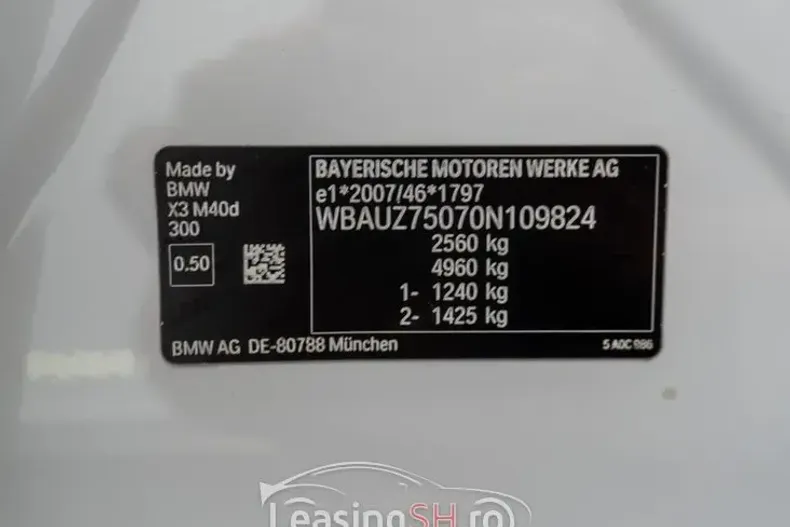 Made by
BMW
X3 M40d
300
0.50
BMW AG DE-80788 München
BAYERISCHE MOTOREN WERKE AG
e1*2007/46*1797
WBAUZ75070N109824
2560 kg
4960 kg
1- 1240 kg
2- 1425 kg
5 A0C 986
LeasingSH.ro